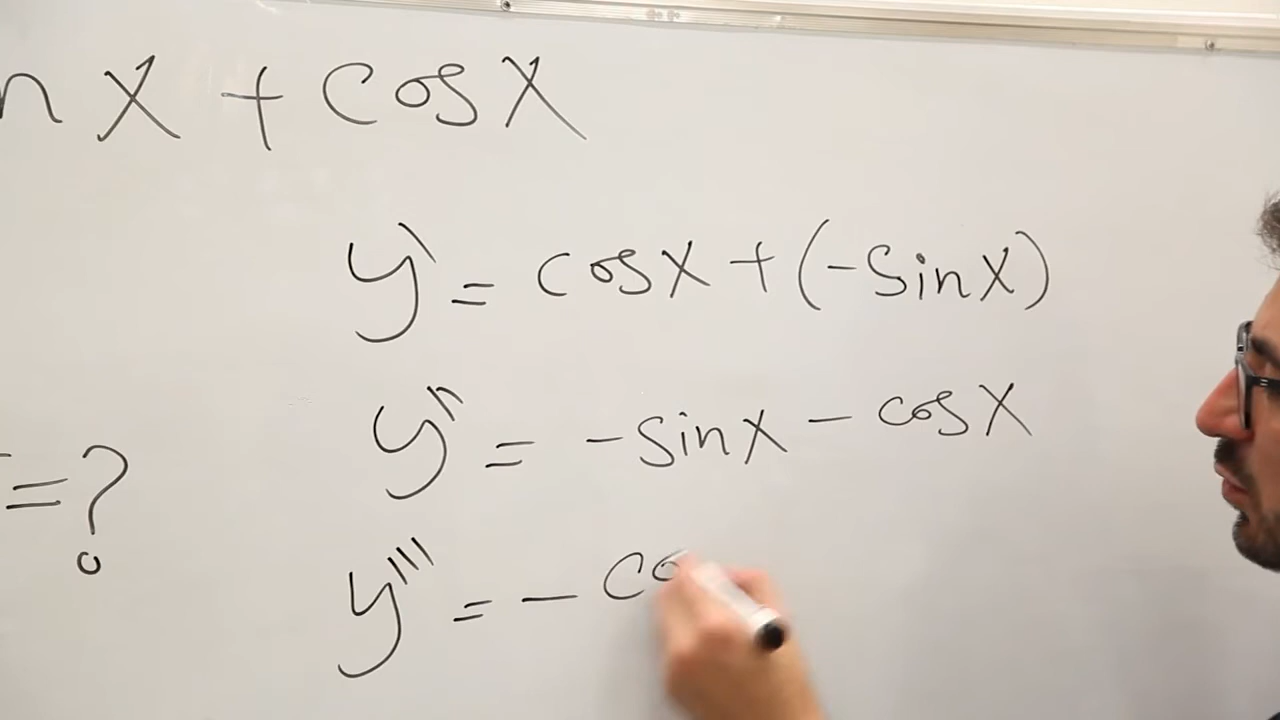 n x + cos x
y' = cos x + (-sin x)
y'' = -sin x - cos x
=?
y''' = - co